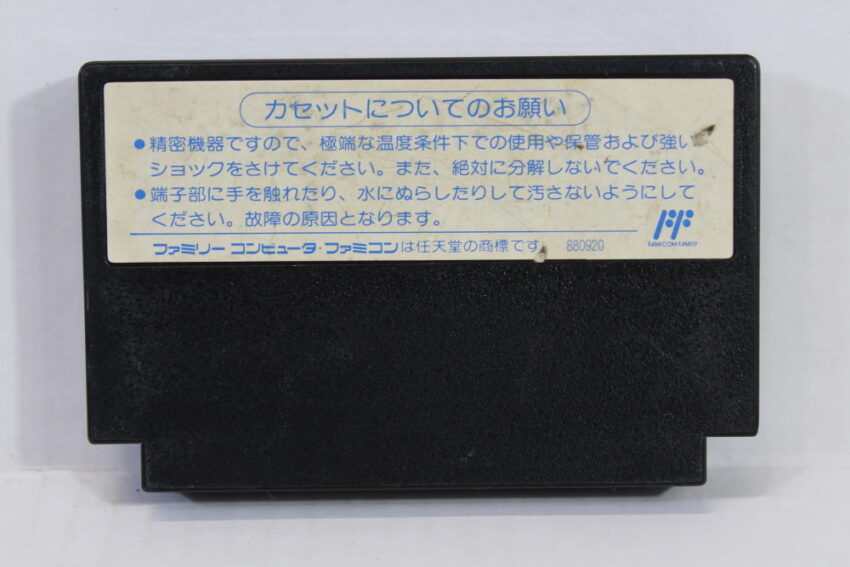 カセットについてのお願い
●精密機器ですので、極端な温度条件下での使用や保管および強い
ショックをさけてください。また、絶対に分解しないでください。
●端子部に手を触れたり、水にぬらしたりして汚さないようにして
ください。故障の原因となります。
FF
FAMICOM FAMILY
ファミリーコンピュータ・ファミコンは任天堂の商標です。 880920